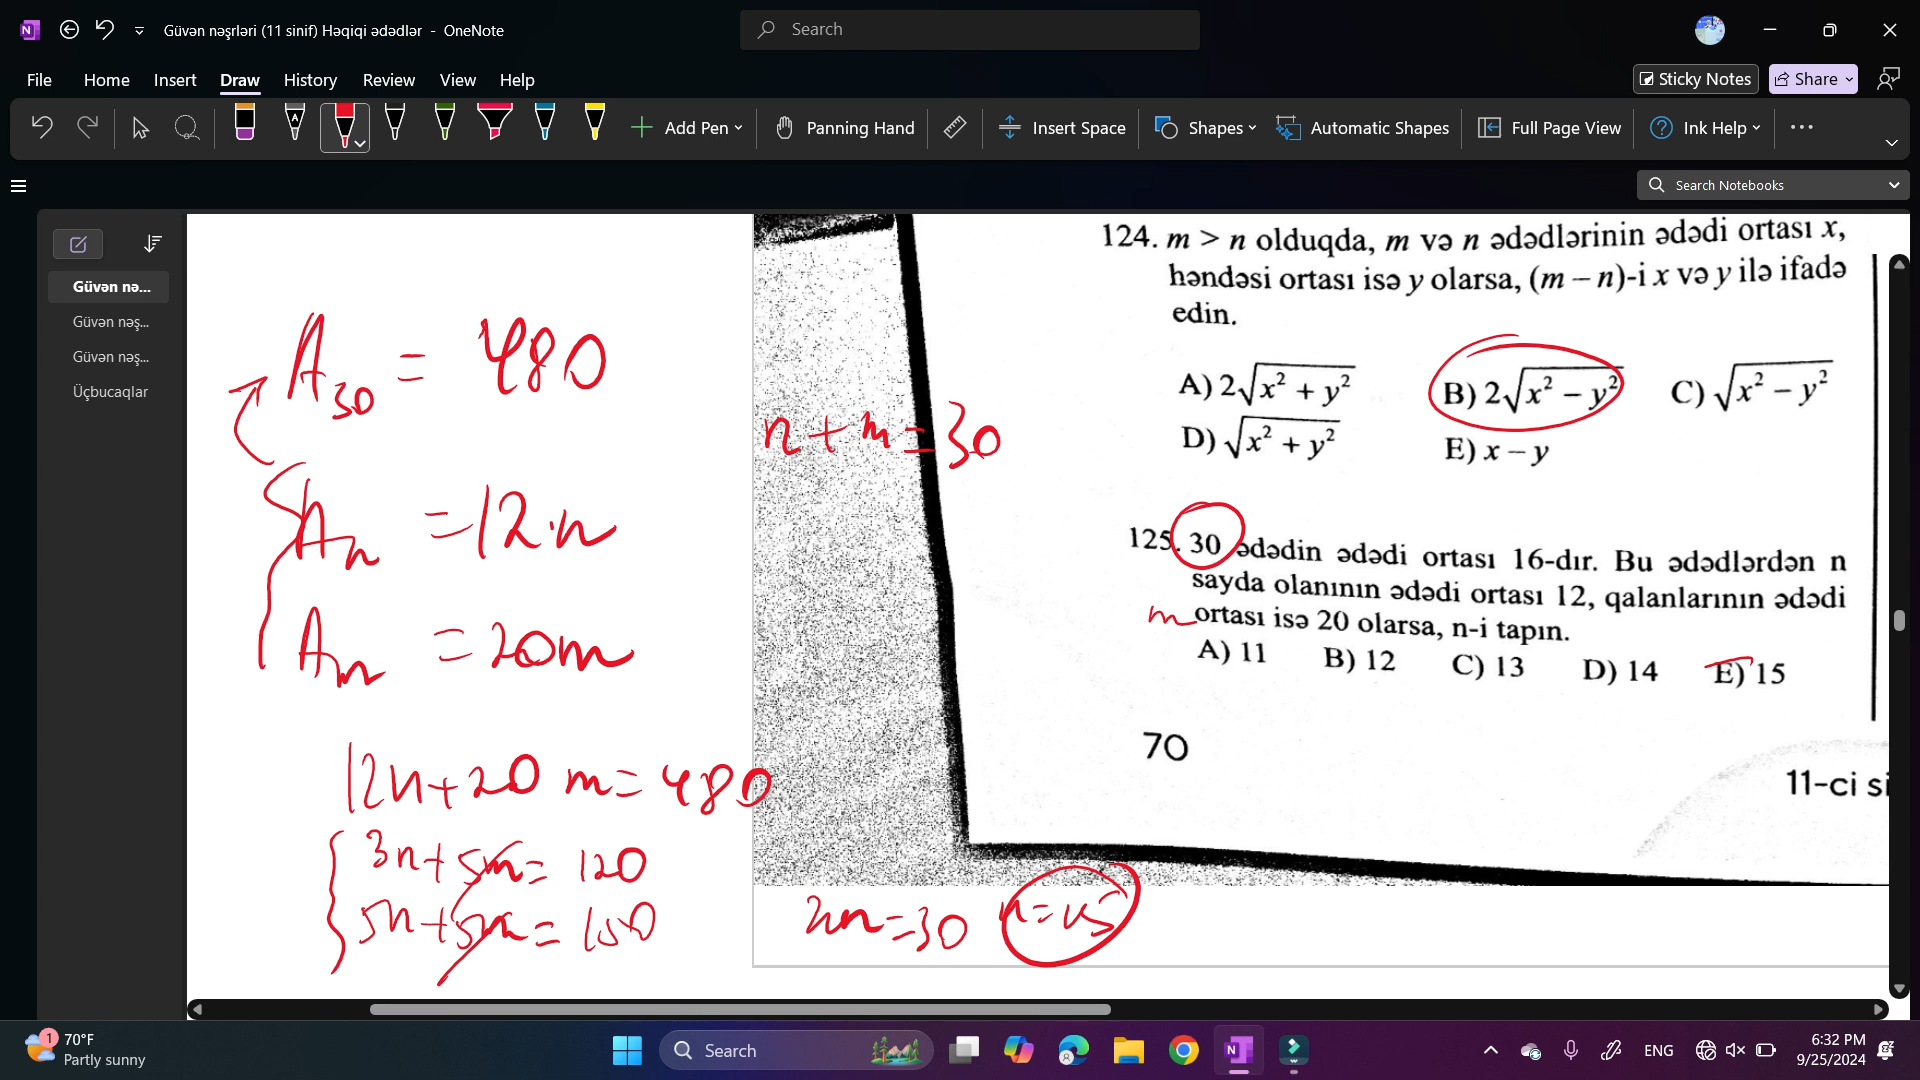 Güvən nəşrləri (11 sinif) Həqiqi ədədlər - OneNote
Search
File Home Insert Draw History Review View Help
Sticky Notes
Share
Add Pen
Panning Hand
Insert Space
Shapes
Automatic Shapes
Full Page View
Ink Help
Search Notebooks
Güvən nə...
Güvən nəş...
Güvən nəş...
Üçbucaqlar
A30 = 480
An = 12·n
Am = 20m
12n+20m=480
3n+5m=120
5n+5m=150
n+m=30
2n=30 n=15
124. m > n olduqda, m və n ədədlərinin ədədi ortası x,
həndəsi ortası isə y olarsa, (m – n)-i x və y ilə ifadə
edin.
A) 2√x² + y² B) 2√x² – y² C) √x² – y²
D) √x² + y² E) x – y
125. 30 ədədin ədədi ortası 16-dır. Bu ədədlərdən n
sayda olanının ədədi ortası 12, qalanlarının ədədi
m ortası isə 20 olarsa, n-i tapın.
A) 11 B) 12 C) 13 D) 14 E) 15
70
11-ci si
1
70°F
Partly sunny
Search
ENG
6:32 PM
9/25/2024